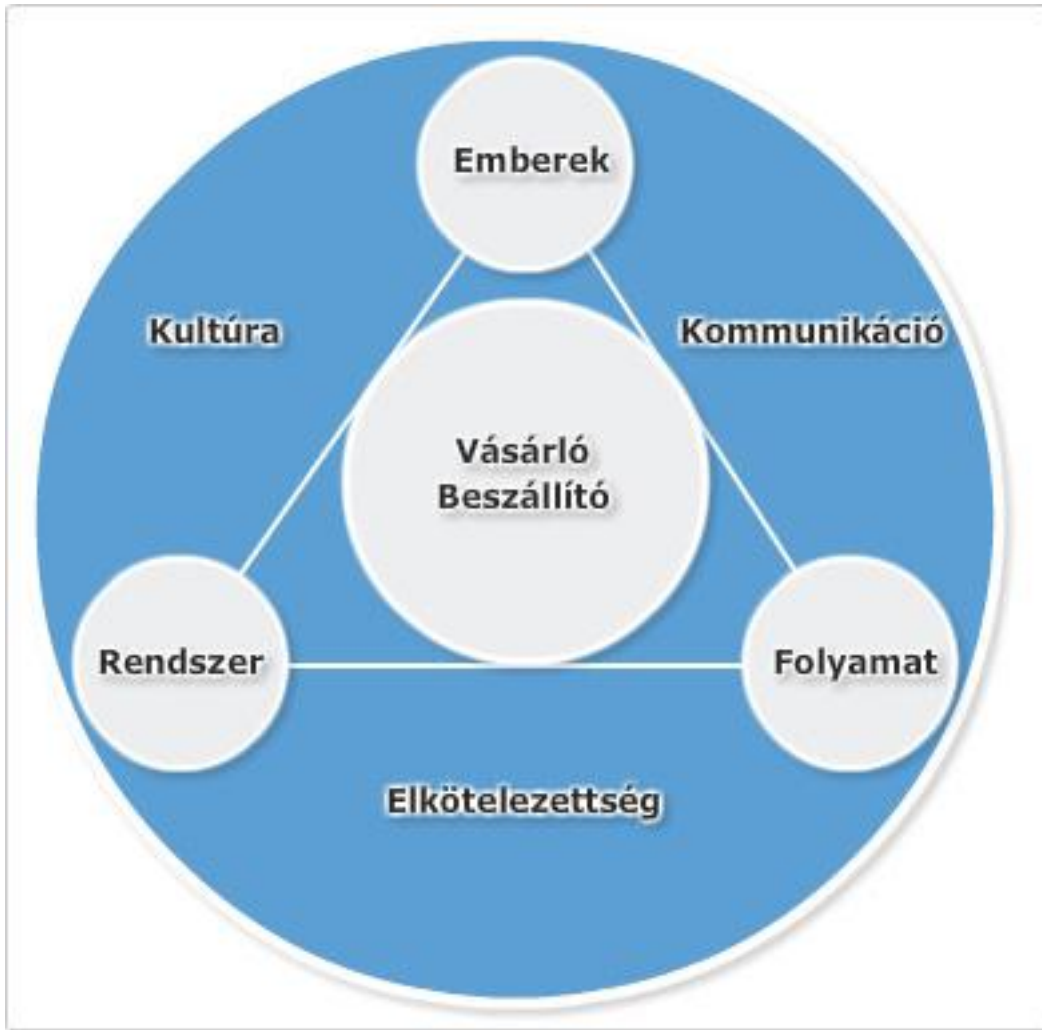 Emberek
Kultúra
Kommunikáció
Vásárló
Beszállító
Rendszer
Folyamat
Elkötelezettség